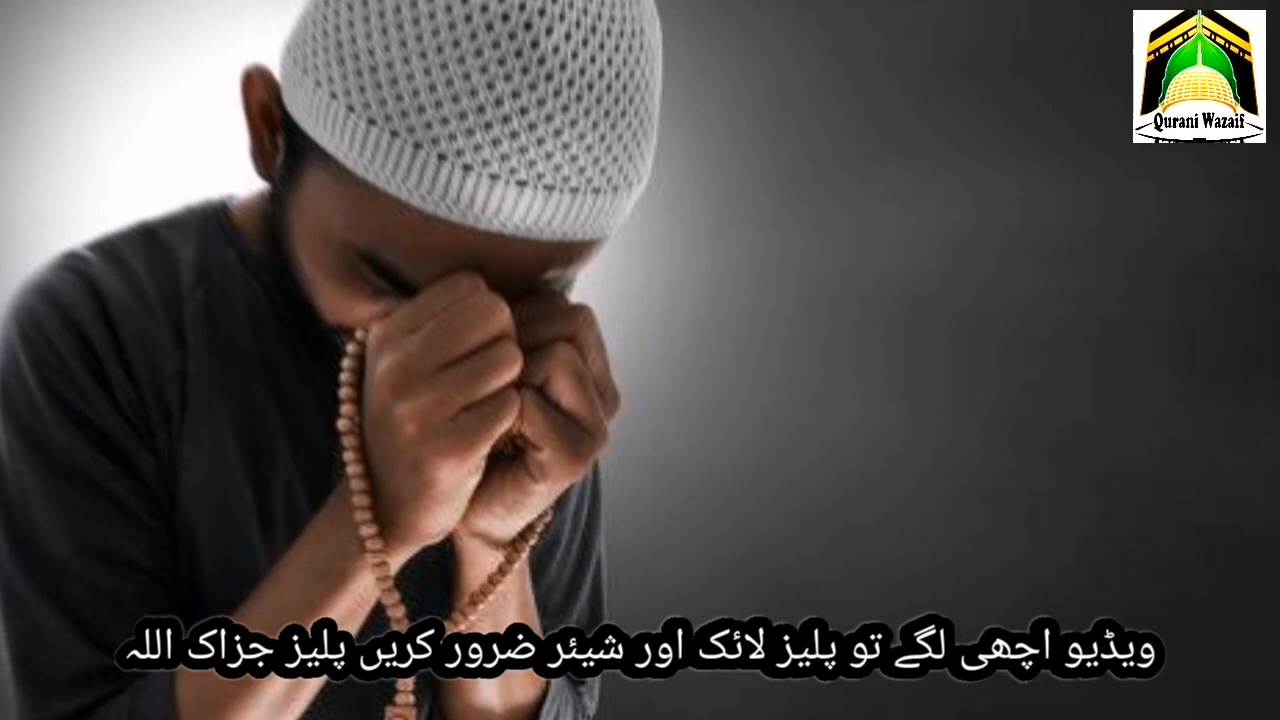 Qurani Wazaif
ویڈیو اچھی لگے تو پلیز لائک اور شیئر ضرور کریں پلیز جزاک اللہ